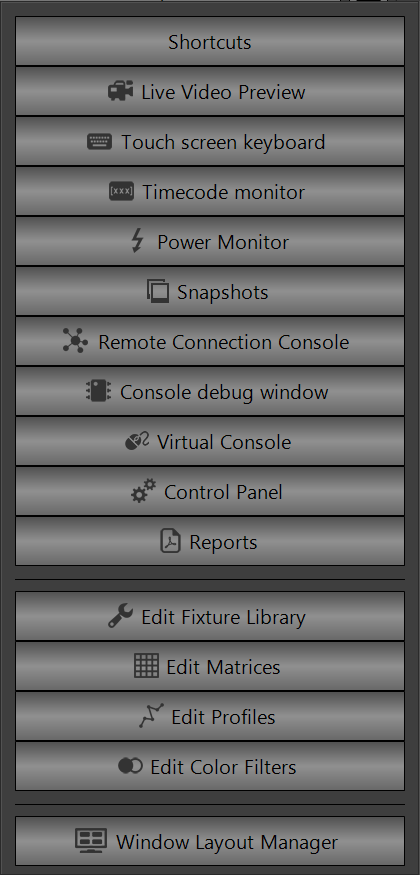 Shortcuts
Live Video Preview
Touch screen keyboard
[xxx] Timecode monitor
Power Monitor
Snapshots
Remote Connection Console
Console debug window
Virtual Console
Control Panel
Reports
Edit Fixture Library
Edit Matrices
Edit Profiles
Edit Color Filters
Window Layout Manager